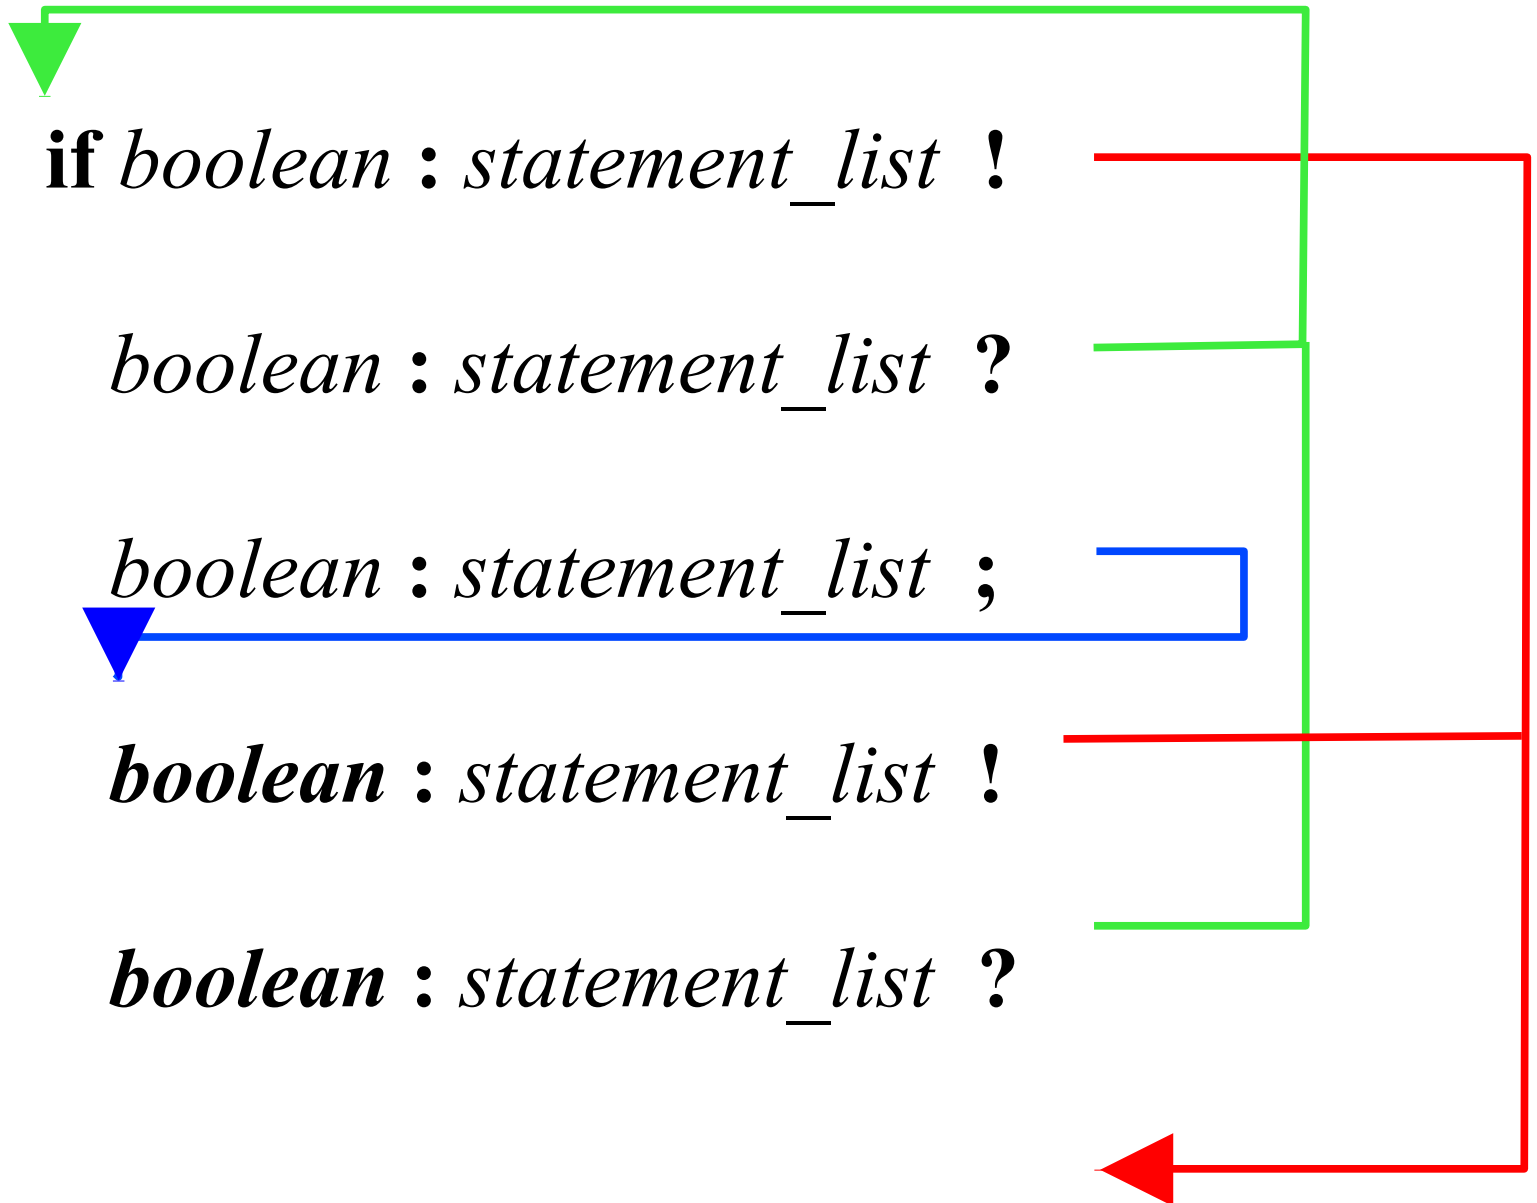 if boolean : statement_list !
boolean : statement_list ?
boolean : statement_list ;
boolean : statement_list !
boolean : statement_list ?